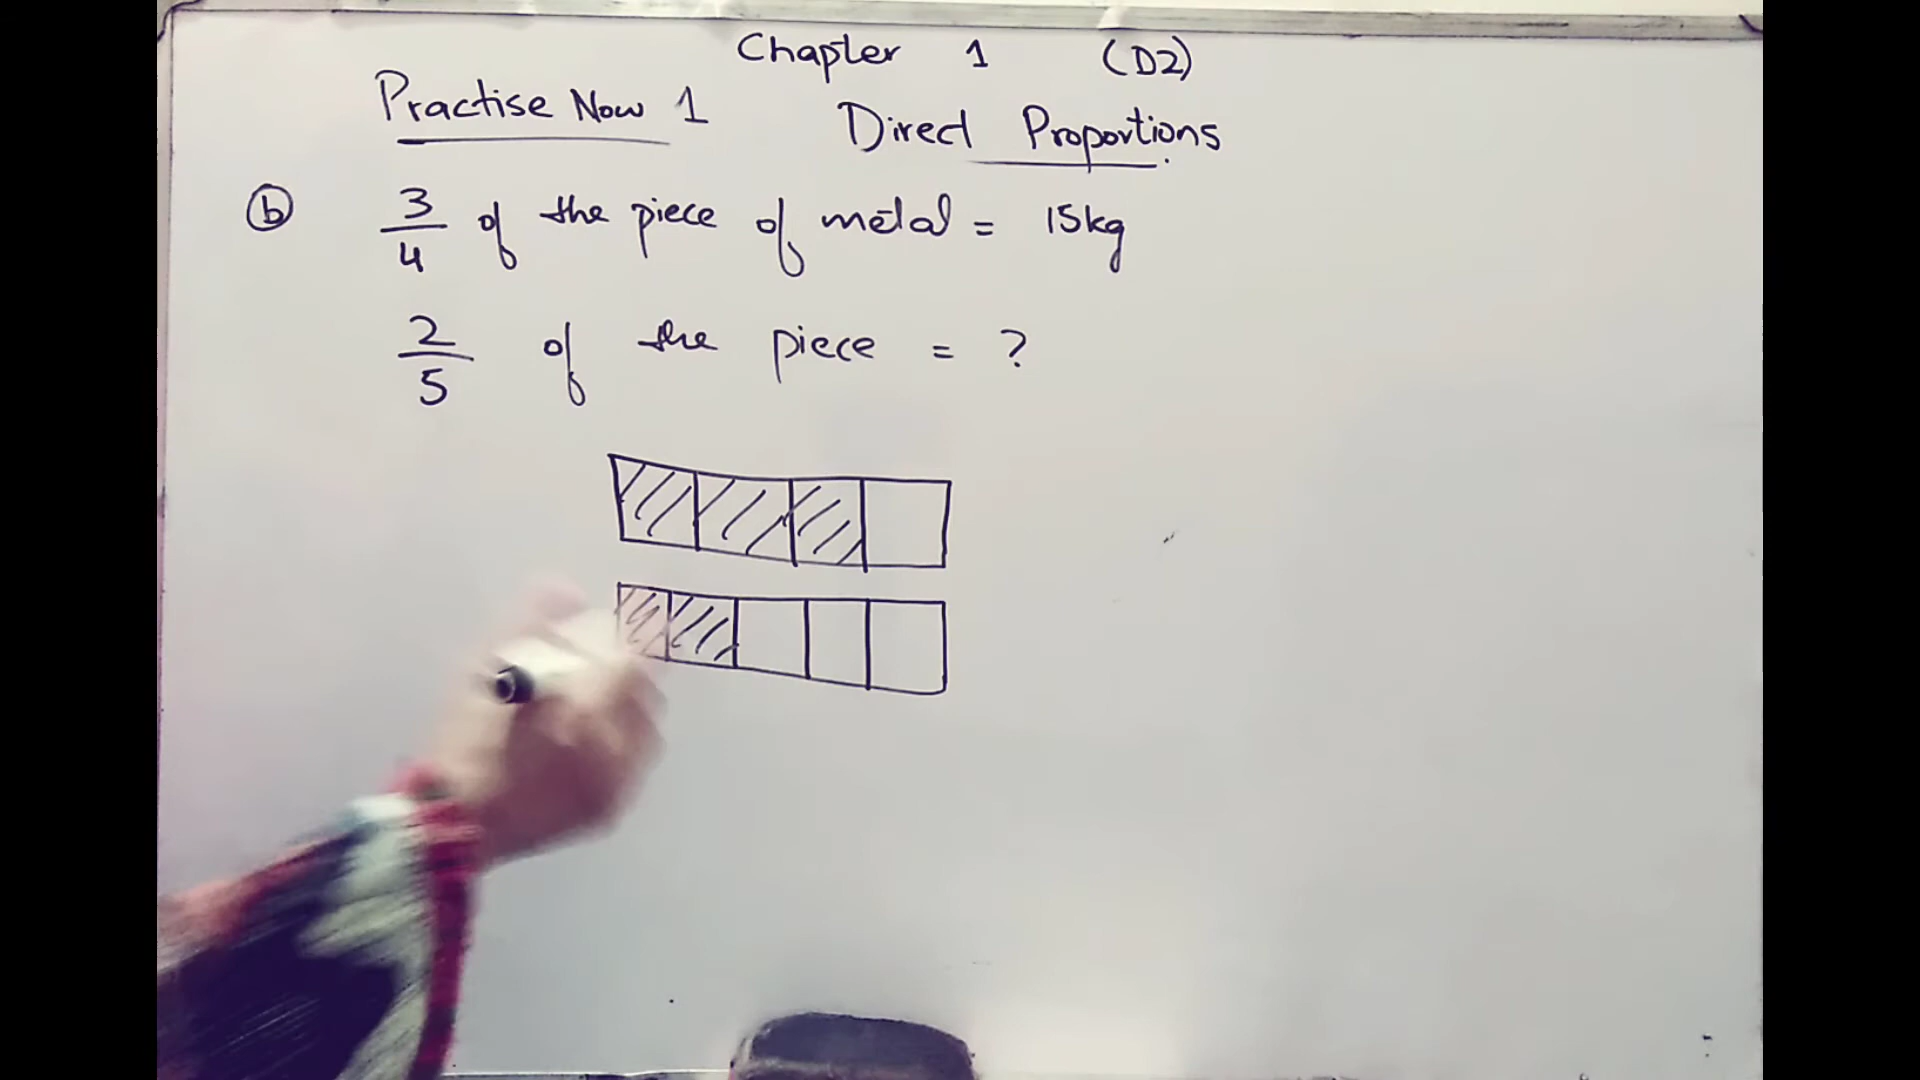 Chapter 1 (D2)
Practise Now 1
Direct Proportions
(b) 3/4 of the piece of metal = 15kg
2/5 of the piece = ?